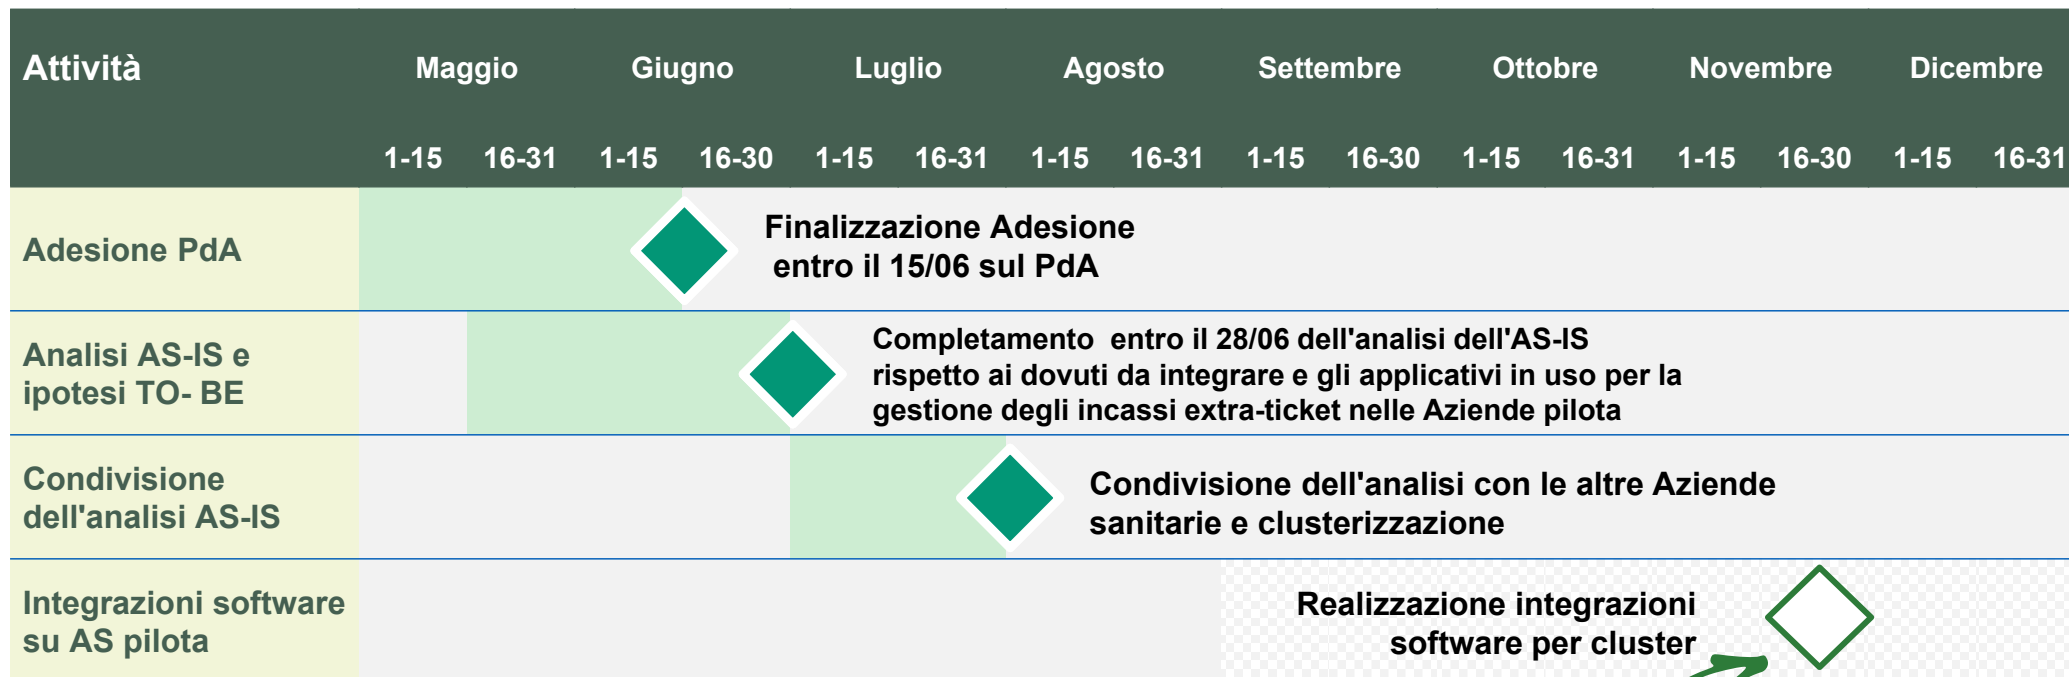 Attività Maggio Giugno Luglio Agosto Settembre Ottobre Novembre Dicembre
1-15 16-31 1-15 16-30 1-15 16-31 1-15 16-31 1-15 16-30 1-15 16-31 1-15 16-30 1-15 16-31
Adesione PdA
Finalizzazione Adesione
entro il 15/06 sul PdA
Analisi AS-IS e
ipotesi TO- BE
Completamento  entro il 28/06 dell'analisi dell'AS-IS
rispetto ai dovuti da integrare e gli applicativi in uso per la
gestione degli incassi extra-ticket nelle Aziende pilota
Condivisione
dell'analisi AS-IS
Condivisione dell'analisi con le altre Aziende
sanitarie e clusterizzazione
Integrazioni software
su AS pilota
Realizzazione integrazioni
software per cluster